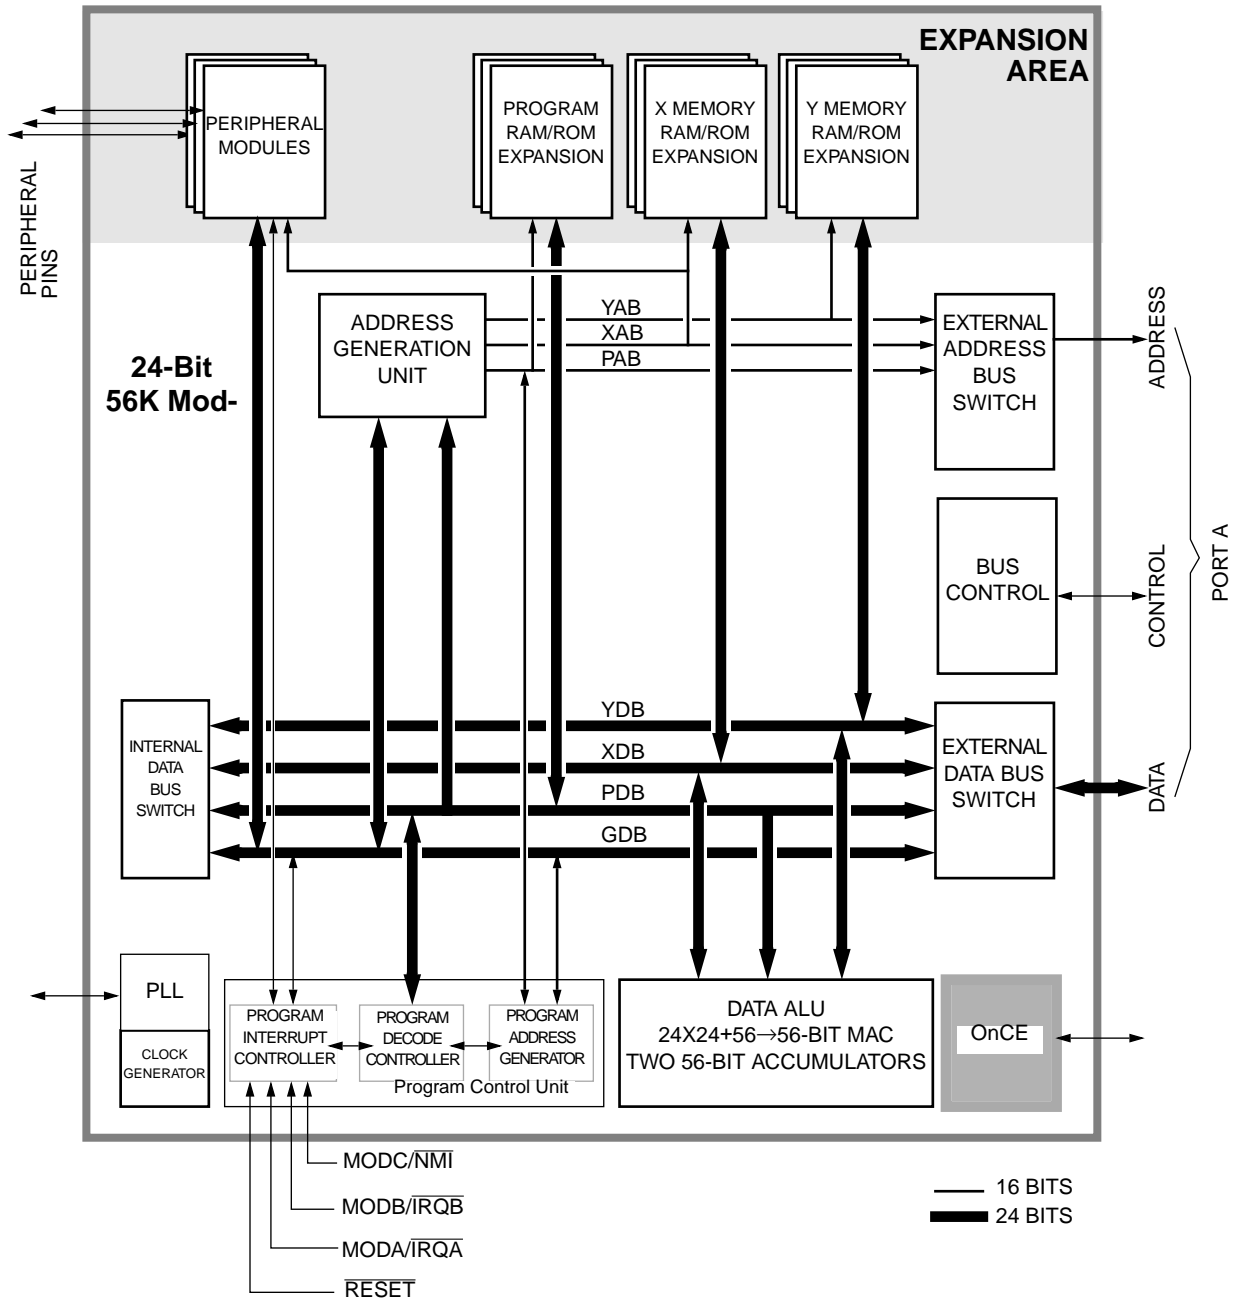 EXPANSION
AREA
PERIPHERAL
MODULES
PROGRAM
RAM/ROM
EXPANSION
X MEMORY
RAM/ROM
EXPANSION
Y MEMORY
RAM/ROM
EXPANSION
PERIPHERAL
PINS
24-Bit
56K Mod-
ADDRESS
GENERATION
UNIT
YAB
XAB
PAB
EXTERNAL
ADDRESS
BUS
SWITCH
ADDRESS
BUS
CONTROL
CONTROL
PORT A
INTERNAL
DATA
BUS
SWITCH
YDB
XDB
PDB
GDB
EXTERNAL
DATA BUS
SWITCH
DATA
PLL
CLOCK
GENERATOR
PROGRAM
INTERRUPT
CONTROLLER
PROGRAM
DECODE
CONTROLLER
PROGRAM
ADDRESS
GENERATOR
Program Control Unit
DATA ALU
24X24+56→56-BIT MAC
TWO 56-BIT ACCUMULATORS
OnCE
MODC/N̅M̅I̅
MODB/I̅R̅Q̅B̅
MODA/I̅R̅Q̅A̅
R̅E̅S̅E̅T̅
16 BITS
24 BITS